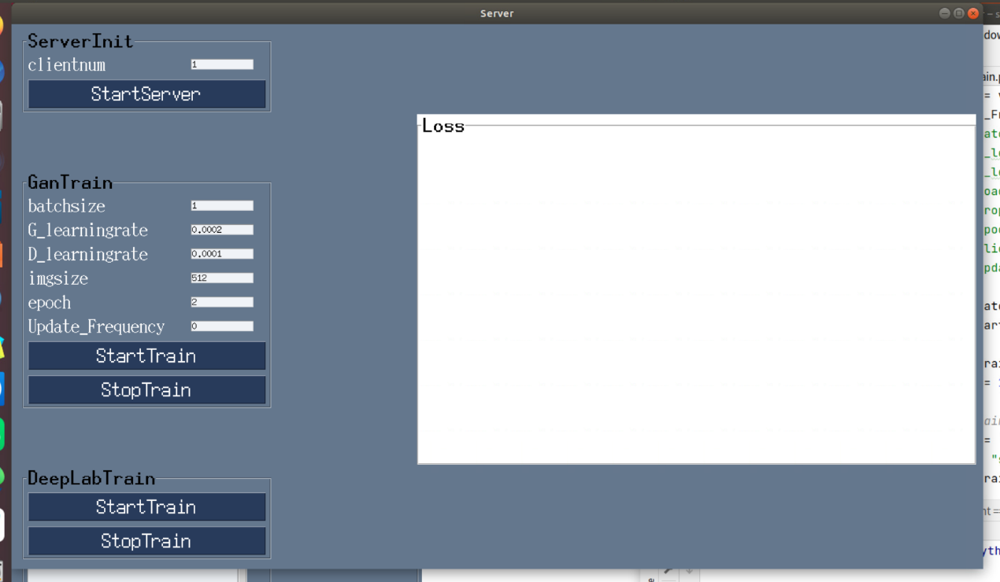 Server
ServerInit
clientnum 1
StartServer
Loss
GanTrain
batchsize 1
G_learningrate 0.0002
D_learningrate 0.0001
imgsize 512
epoch 2
Update_Frequency 0
StartTrain
StopTrain
DeepLabTrain
StartTrain
StopTrain